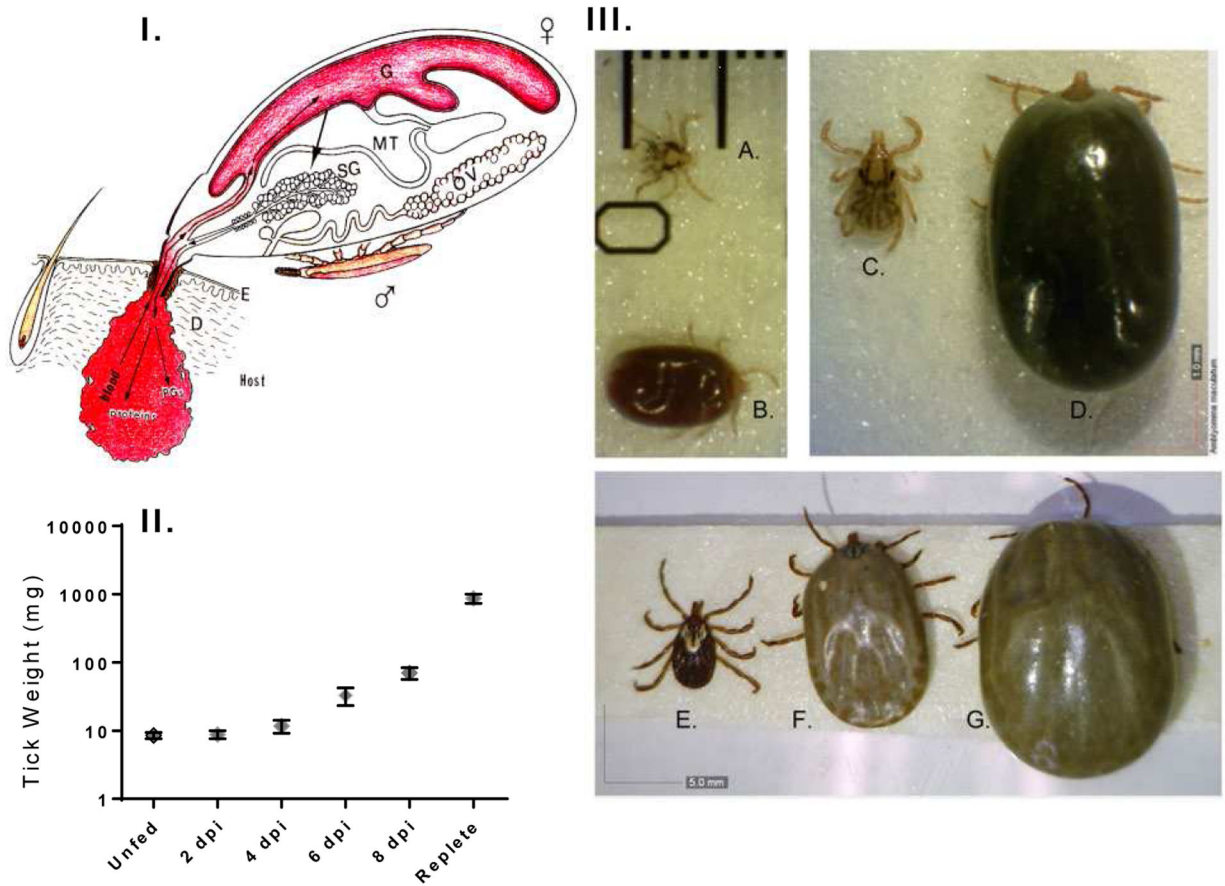 I.
♀
G
MT
SG
OV
E
D
♂
Host
blood
PGs
proteins
II.
Tick Weight (mg)
10000
1000
100
10
1
Unfed
2 dpi
4 dpi
6 dpi
8 dpi
Replete
III.
A.
B.
C.
D.
1.0 mm
Amblyomma maculatum
E.
F.
G.
5.0 mm